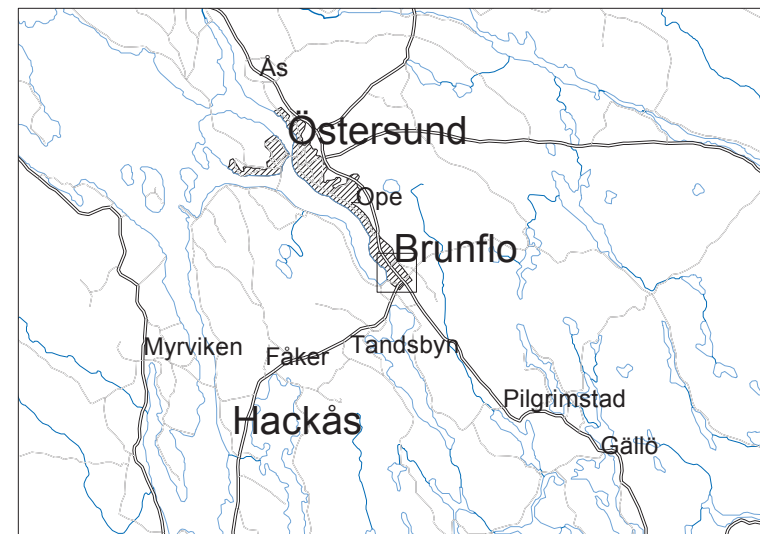 Ås
Östersund
Ope
Brunflo
Myrviken
Fåker
Tandsbyn
Pilgrimstad
Hackås
Gällö